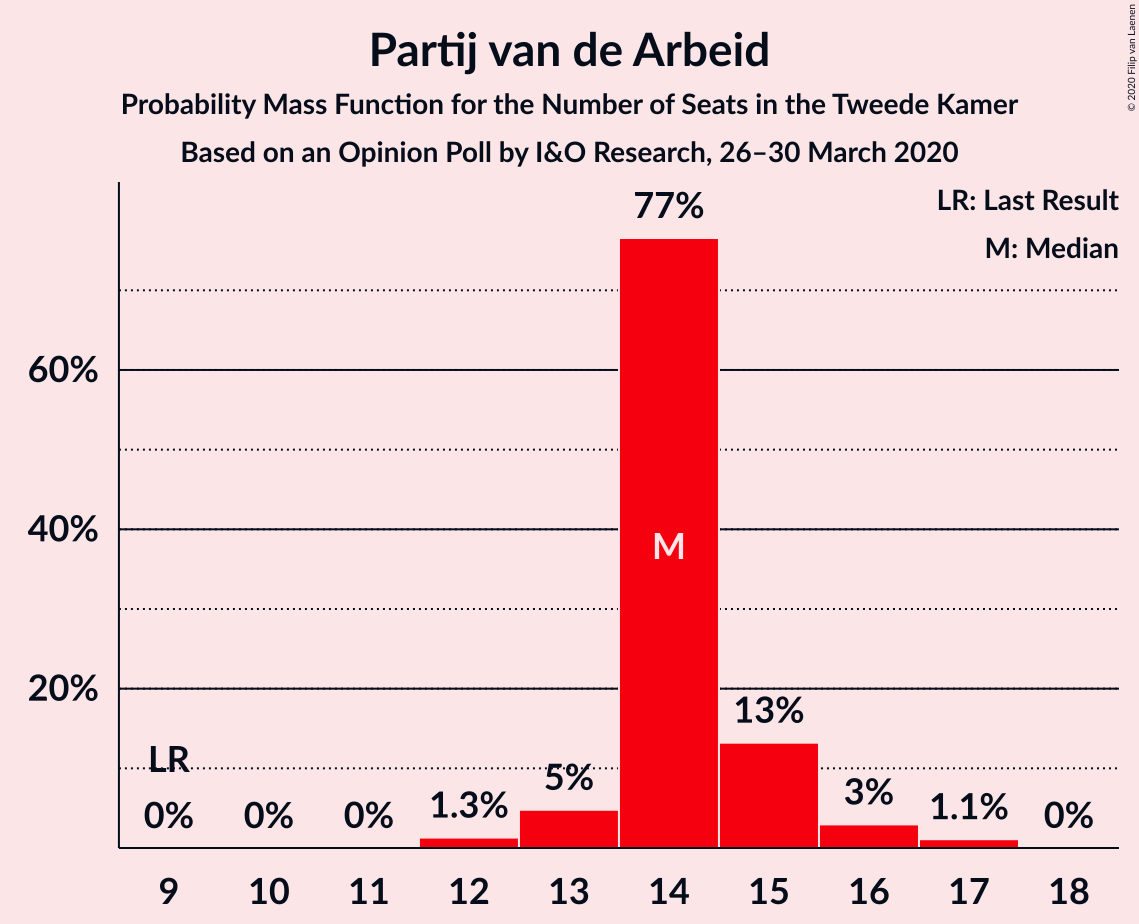 Partij van de Arbeid
Probability Mass Function for the Number of Seats in the Tweede Kamer
Based on an Opinion Poll by I&O Research, 26–30 March 2020
© 2020 Filip van Laenen
LR: Last Result
M: Median
77%
60%
40%
20%
M
LR
0%
0%
0%
1.3%
5%
13%
3%
1.1%
0%
9 10 11 12 13 14 15 16 17 18